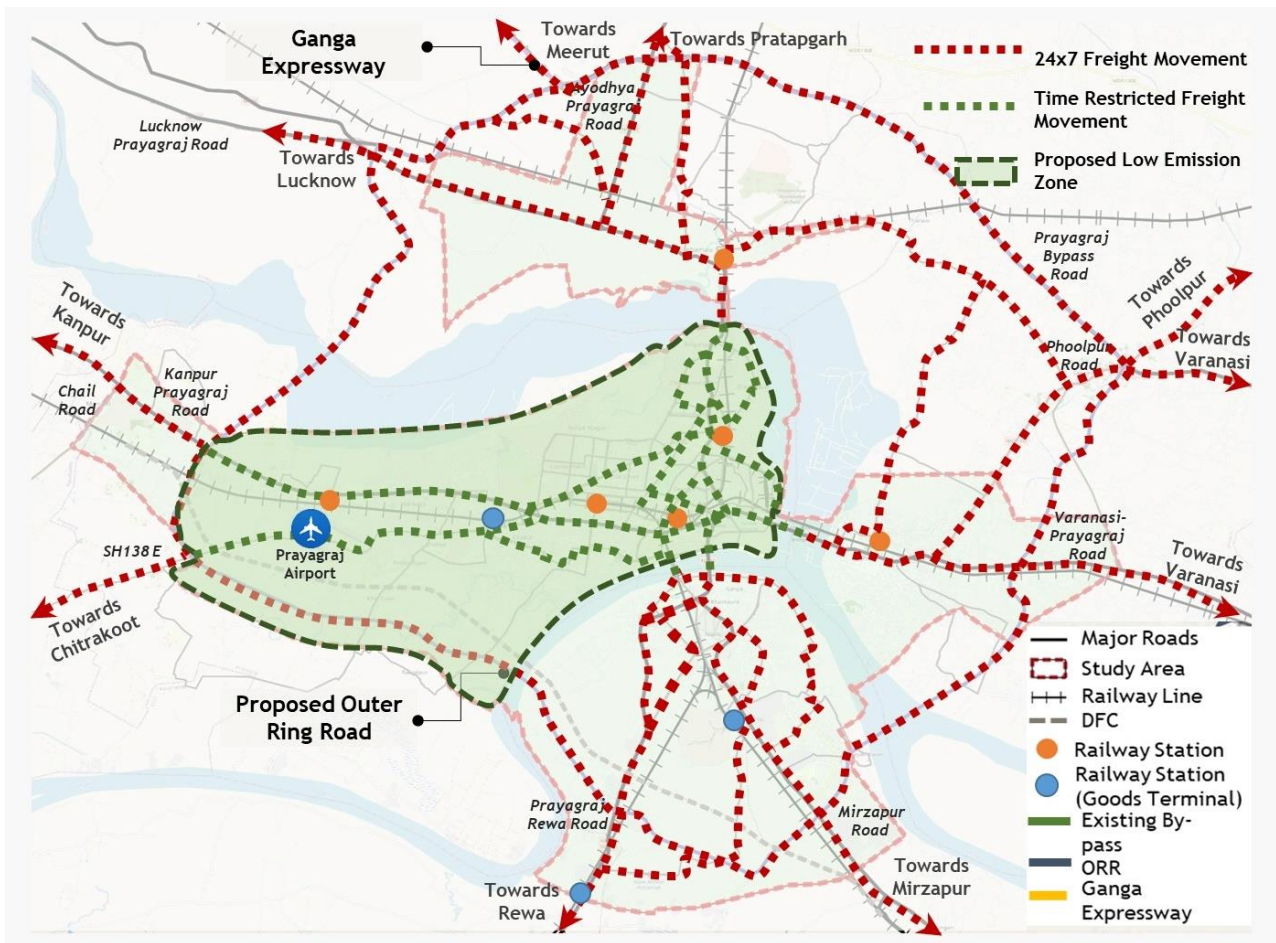 Ganga
Expressway
Towards
Meerut
Towards Pratapgarh
24x7 Freight Movement
Time Restricted Freight
Movement
Proposed Low Emission
Zone
Ayodhya
Prayagraj
Road
Lucknow
Prayagraj Road
Towards
Lucknow
Prayagraj
Bypass
Road
Towards
Phoolpur
Towards
Kanpur
Towards
Varanasi
Phoolpur
Road
Kanpur
Prayagraj
Road
Chail
Road
SH138 E
Prayagraj
Airport
Varanasi-
Prayagraj
Road
Towards
Varanasi
Towards
Chitrakoot
Proposed Outer
Ring Road
Major Roads
Study Area
Railway Line
DFC
Railway Station
Railway Station
(Goods Terminal)
Existing By-
pass
ORR
Ganga
Expressway
Prayagraj
Rewa Road
Mirzapur
Road
Towards
Rewa
Towards
Mirzapur